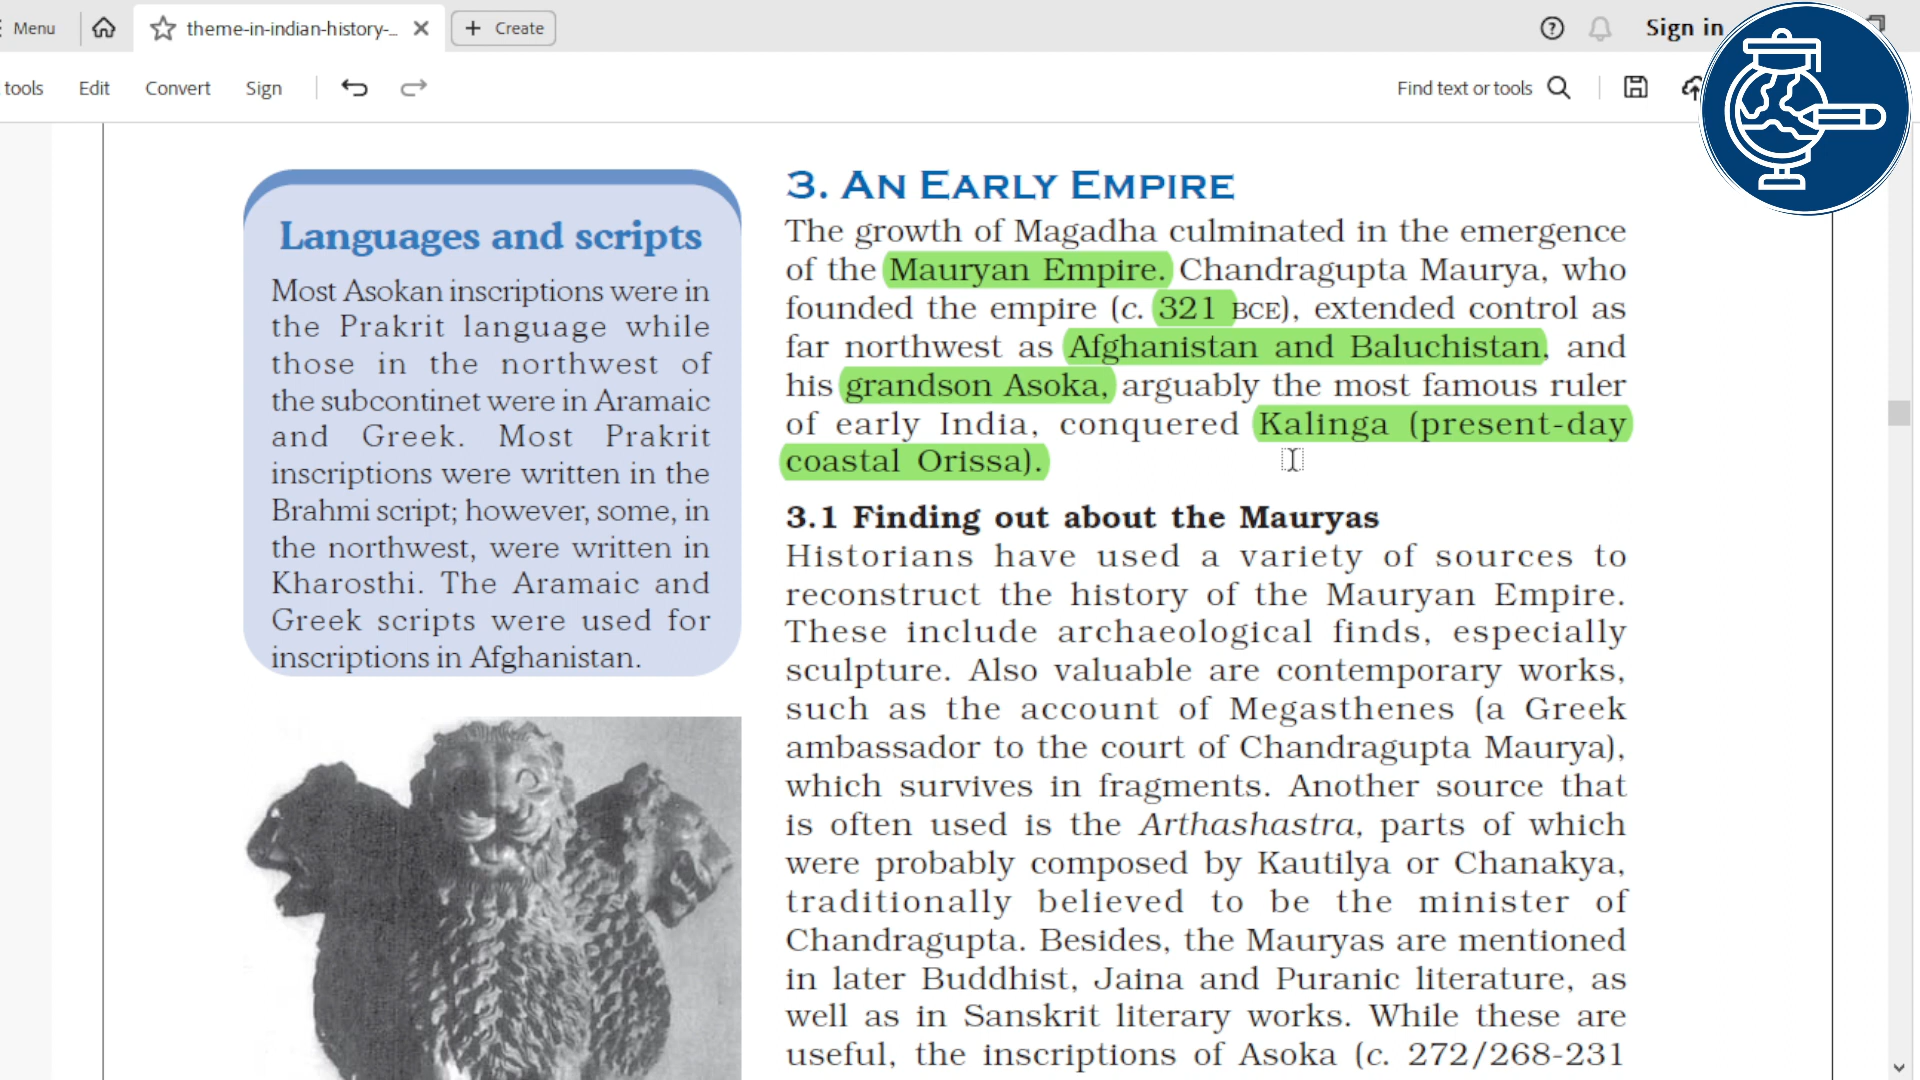 Menu
theme-in-indian-history-...
Create
Sign in
tools
Edit
Convert
Sign
Find text or tools
Languages and scripts
Most Asokan inscriptions were in
the Prakrit language while
those in the northwest of
the subcontinet were in Aramaic
and Greek. Most Prakrit
inscriptions were written in the
Brahmi script; however, some, in
the northwest, were written in
Kharosthi. The Aramaic and
Greek scripts were used for
inscriptions in Afghanistan.
3. AN EARLY EMPIRE
The growth of Magadha culminated in the emergence
of the Mauryan Empire. Chandragupta Maurya, who
founded the empire (c. 321 BCE), extended control as
far northwest as Afghanistan and Baluchistan, and
his grandson Asoka, arguably the most famous ruler
of early India, conquered Kalinga (present-day
coastal Orissa).
3.1 Finding out about the Mauryas
Historians have used a variety of sources to
reconstruct the history of the Mauryan Empire.
These include archaeological finds, especially
sculpture. Also valuable are contemporary works,
such as the account of Megasthenes (a Greek
ambassador to the court of Chandragupta Maurya),
which survives in fragments. Another source that
is often used is the Arthashastra, parts of which
were probably composed by Kautilya or Chanakya,
traditionally believed to be the minister of
Chandragupta. Besides, the Mauryas are mentioned
in later Buddhist, Jaina and Puranic literature, as
well as in Sanskrit literary works. While these are
useful, the inscriptions of Asoka (c. 272/268-231